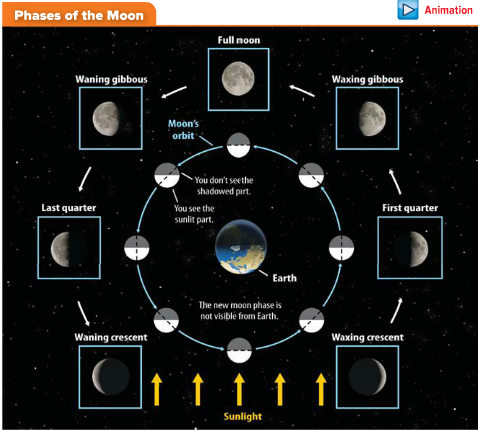 Phases of the Moon
Animation
Full moon
Waning gibbous
Waxing gibbous
Moon's
orbit
You don't see the
shadowed part.
You see the
sunlit part.
Last quarter
First quarter
Earth
The new moon phase is
not visible from Earth.
Waning crescent
Waxing crescent
Sunlight